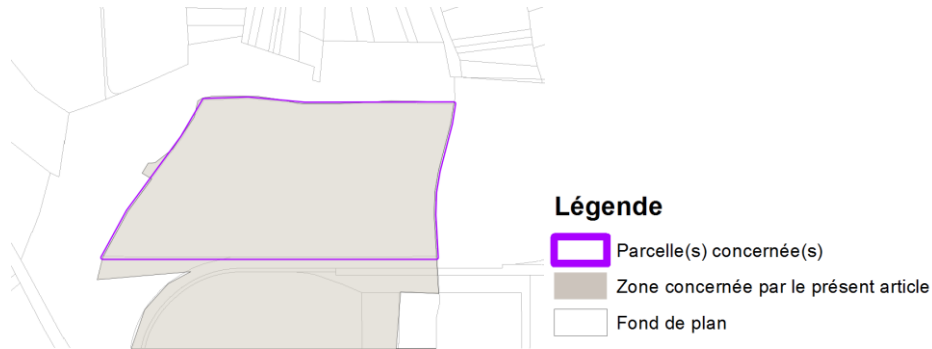 Légende
Parcelle(s) concernée(s)
Zone concernée par le présent article
Fond de plan